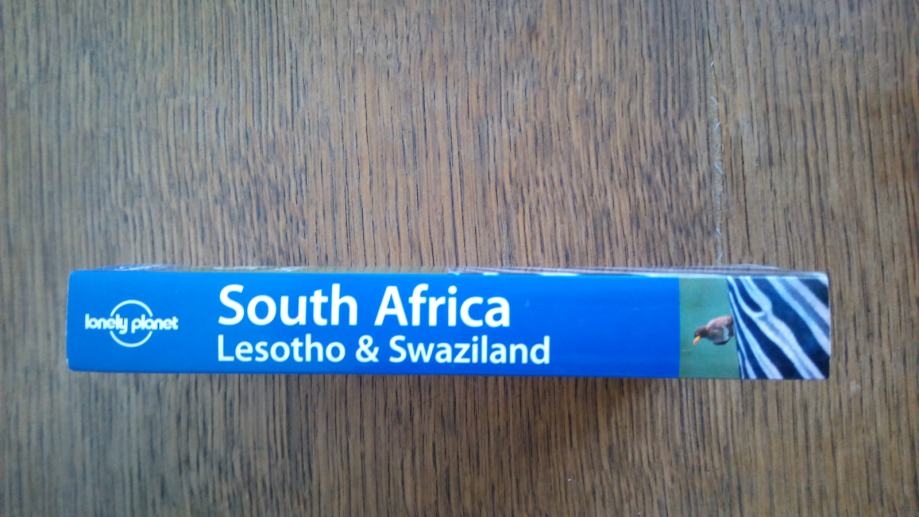 lonely planet
South Africa
Lesotho & Swaziland